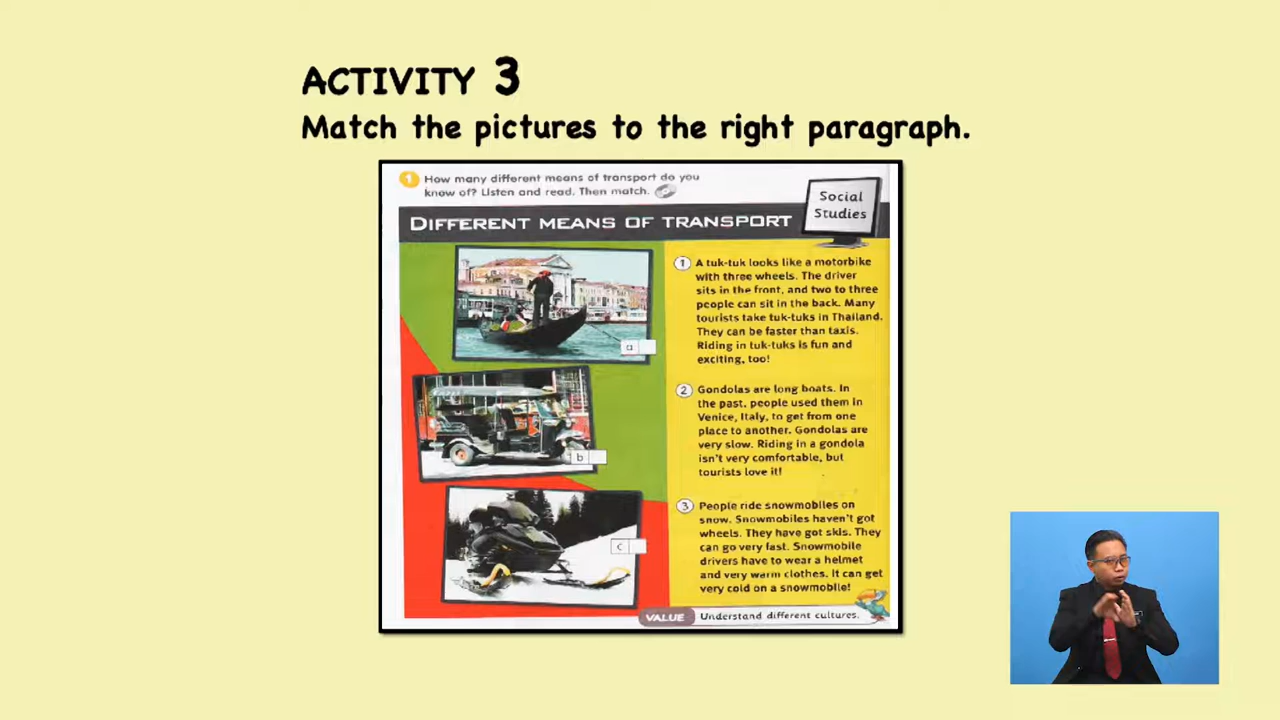 ACTIVITY 3
Match the pictures to the right paragraph.
1 How many different means of transport do you
know of? Listen and read. Then match.
Social
Studies
DIFFERENT MEANS OF TRANSPORT
a
b
c
1 A tuk-tuk looks like a motorbike
with three wheels. The driver
sits in the front, and two to three
people can sit in the back. Many
tourists take tuk-tuks in Thailand.
They can be faster than taxis.
Riding in tuk-tuks is fun and
exciting, too!
2 Gondolas are long boats. In
the past, people used them in
Venice, Italy, to get from one
place to another. Gondolas are
very slow. Riding in a gondola
isn't very comfortable, but
tourists love it!
3 People ride snowmobiles on
snow. Snowmobiles haven't got
wheels. They have got skis. They
can go very fast. Snowmobile
drivers have to wear a helmet
and very warm clothes. It can get
very cold on a snowmobile!
VALUE Understand different cultures.